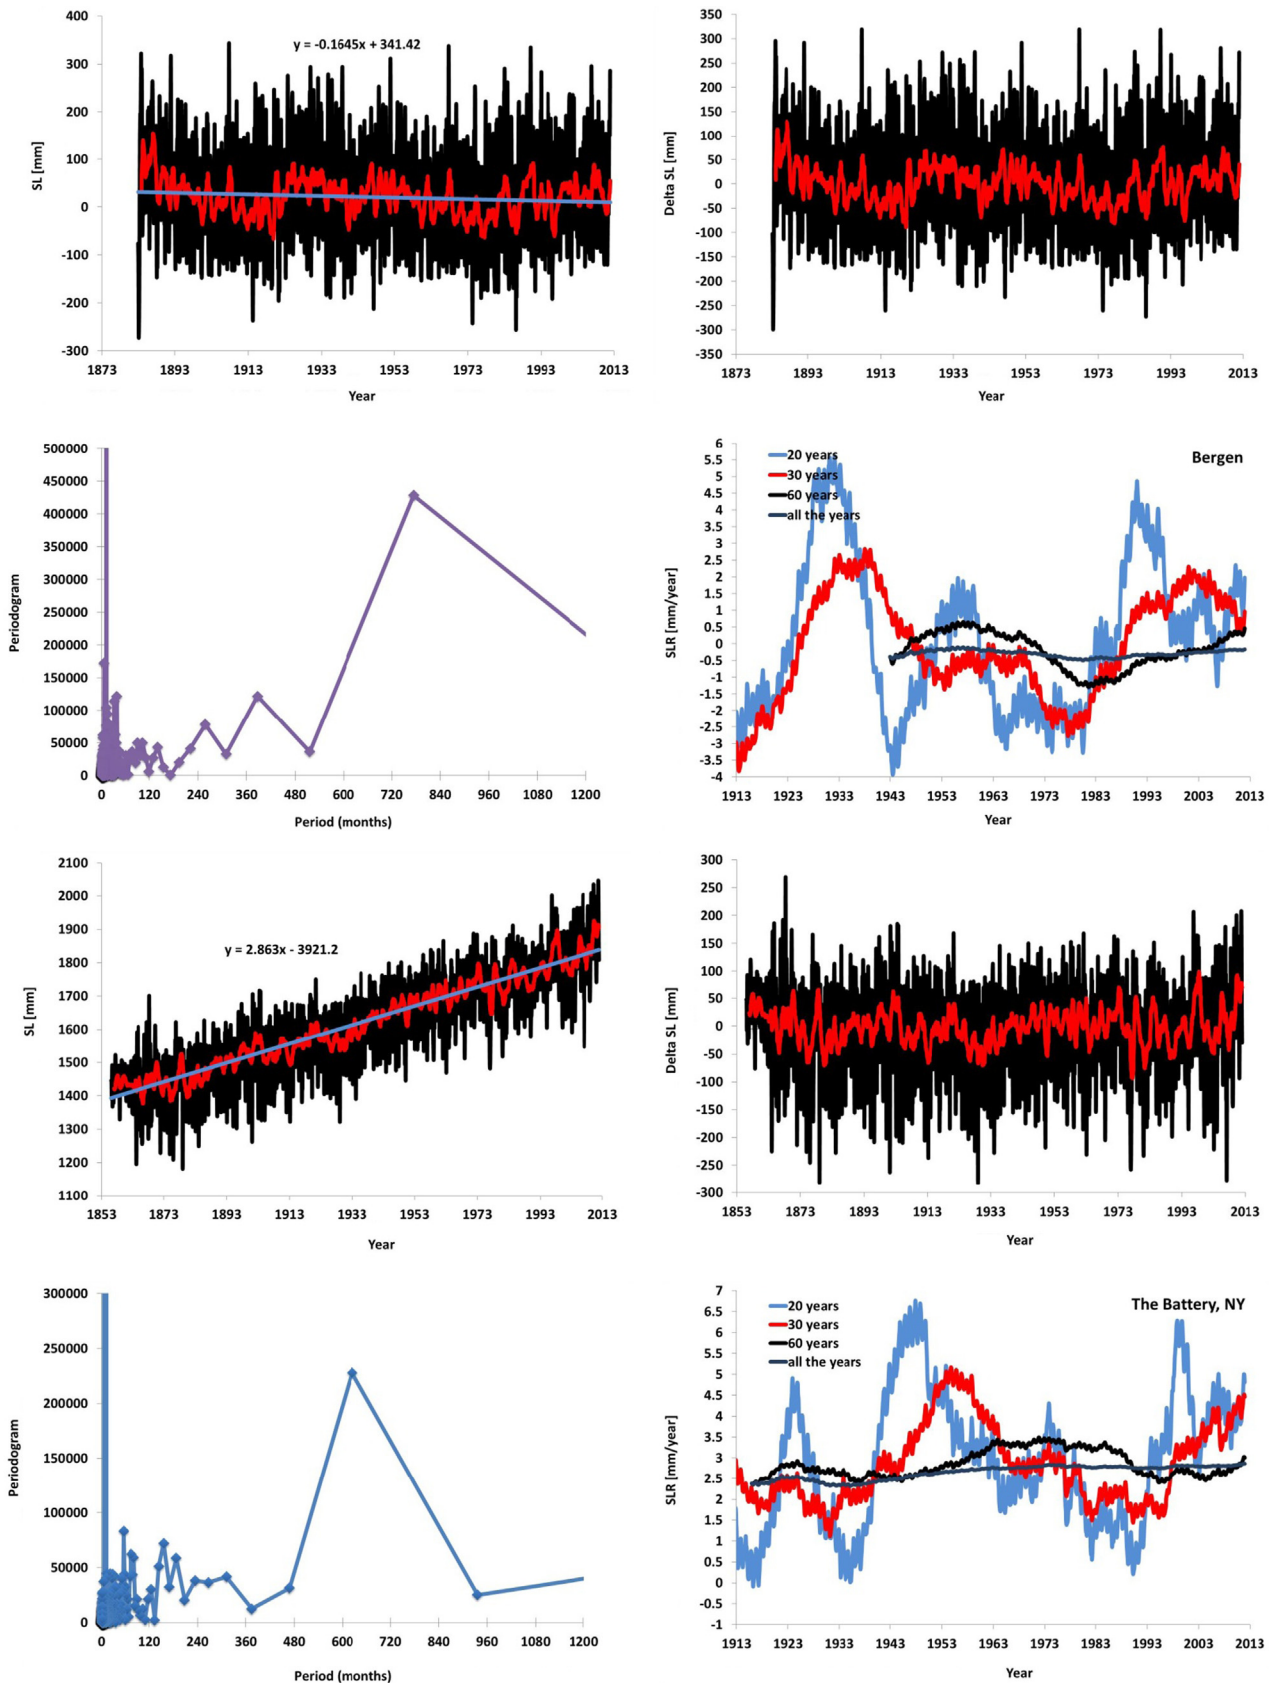 400
300
200
100
0
-100
-200
-300
SL [mm]
y = -0.1645x + 341.42
1873 1893 1913 1933 1953 1973 1993 2013
Year
350
300
250
200
150
100
50
0
-50
-100
-150
-200
-250
-300
-350
Delta SL [mm]
1873 1893 1913 1933 1953 1973 1993 2013
Year
500000
450000
400000
350000
300000
250000
200000
150000
100000
50000
0
Periodogram
0 120 240 360 480 600 720 840 960 1080 1200
Period (months)
6
5.5
5
4.5
4
3.5
3
2.5
2
1.5
1
0.5
0
-0.5
-1
-1.5
-2
-2.5
-3
-3.5
-4
SLR [mm/year]
20 years
30 years
60 years
all the years
Bergen
1913 1923 1933 1943 1953 1963 1973 1983 1993 2003 2013
Year
2100
2000
1900
1800
1700
1600
1500
1400
1300
1200
1100
SL [mm]
y = 2.863x - 3921.2
1853 1873 1893 1913 1933 1953 1973 1993 2013
Year
300
250
200
150
100
50
0
-50
-100
-150
-200
-250
-300
Delta SL [mm]
1853 1873 1893 1913 1933 1953 1973 1993 2013
Year
300000
250000
200000
150000
100000
50000
0
Periodogram
0 120 240 360 480 600 720 840 960 1080 1200
Period (months)
7
6.5
6
5.5
5
4.5
4
3.5
3
2.5
2
1.5
1
0.5
0
-0.5
-1
SLR [mm/year]
20 years
30 years
60 years
all the years
The Battery, NY
1913 1923 1933 1943 1953 1963 1973 1983 1993 2003 2013
Year